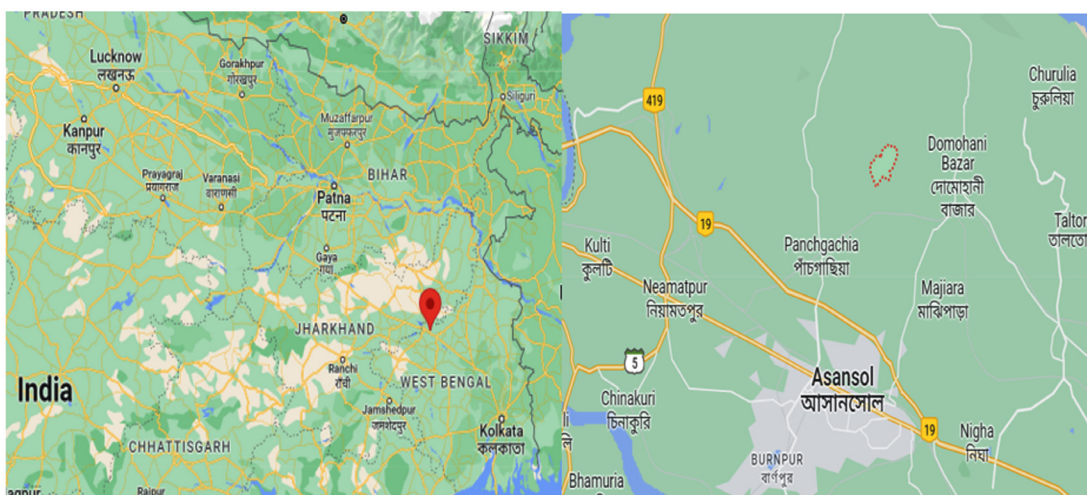 PRADESH
SIKKIM
Lucknow
लखनऊ
Gorakhpur
गोरखपुर
Siliguri
Kanpur
कानपुर
Muzaffarpur
मुजफ्फरपुर
Prayagraj
प्रयागराज
Varanasi
वाराणसी
BIHAR
Patna
पटना
Gaya
गया
JHARKHAND
Ranchi
राँची
WEST BENGAL
India
Jamshedpur
जमशेदपुर
Kolkata
কলকাতা
CHHATTISGARH
Raipur
419
Churulia
চুরুলিয়া
Domohani
Bazar
দোমোহানী
বাজার
19
Kulti
কুলটি
Panchgachia
পাঁচগাছিয়া
Neamatpur
নিয়ামতপুর
Majiara
মাঝিপাড়া
5
Asansol
আসানসোল
Chinakuri
চিনাকুরি
19
Nigha
নিঘা
BURNPUR
বার্ণপুর
Bhamuria